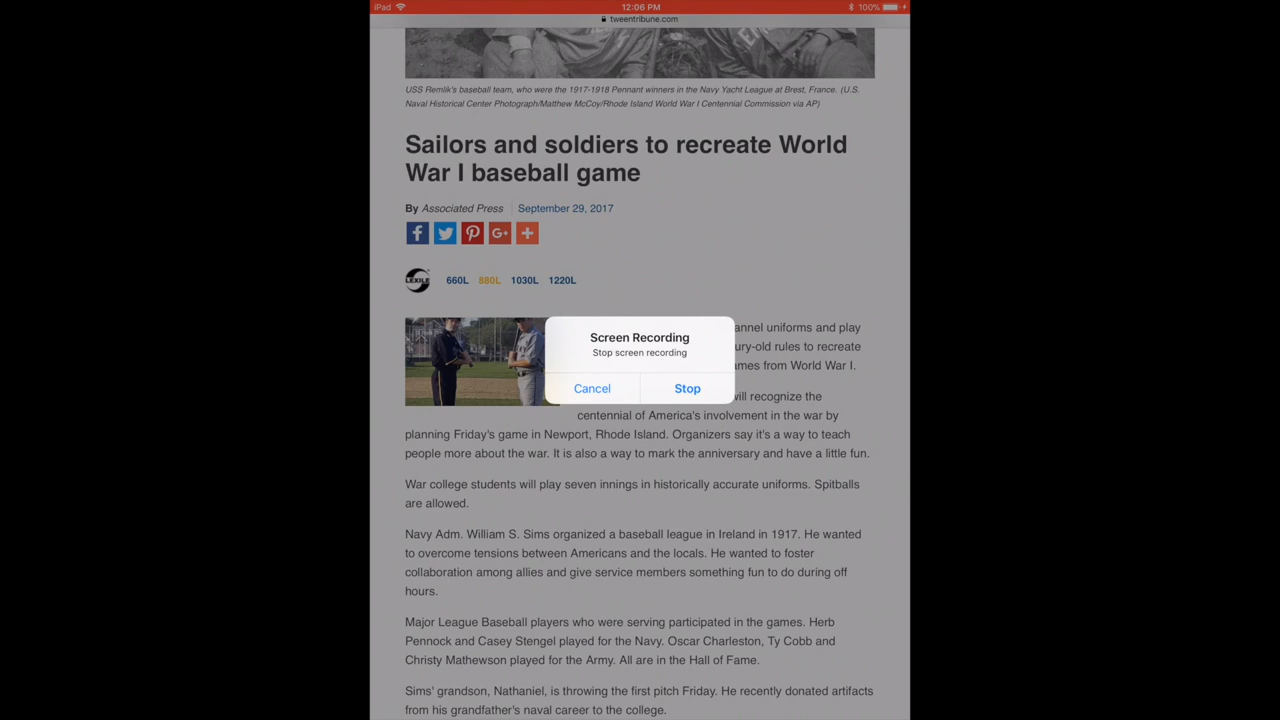 iPad 12:06 PM 100%
tweentribune.com
USS Remlik's baseball team, who were the 1917-1918 Pennant winners in the Navy Yacht League at Brest, France. (U.S.
Naval Historical Center Photograph/Matthew McCoy/Rhode Island World War I Centennial Commission via AP)
Sailors and soldiers to recreate World
War I baseball game
By Associated Press September 29, 2017
LEXILE 660L 880L 1030L 1220L
annel uniforms and play
ury-old rules to recreate
ames from World War I.
Screen Recording
Stop screen recording
Cancel Stop
will recognize the
centennial of America's involvement in the war by
planning Friday's game in Newport, Rhode Island. Organizers say it's a way to teach
people more about the war. It is also a way to mark the anniversary and have a little fun.
War college students will play seven innings in historically accurate uniforms. Spitballs
are allowed.
Navy Adm. William S. Sims organized a baseball league in Ireland in 1917. He wanted
to overcome tensions between Americans and the locals. He wanted to foster
collaboration among allies and give service members something fun to do during off
hours.
Major League Baseball players who were serving participated in the games. Herb
Pennock and Casey Stengel played for the Navy. Oscar Charleston, Ty Cobb and
Christy Mathewson played for the Army. All are in the Hall of Fame.
Sims' grandson, Nathaniel, is throwing the first pitch Friday. He recently donated artifacts
from his grandfather's naval career to the college.